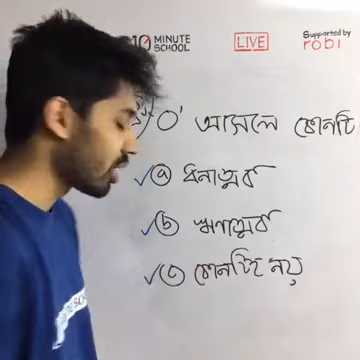 10 MINUTE SCHOOL
LIVE
Supported by
robi
'0' আসলে কোনটি
a ধনাত্মক
b ঋণাত্মক
c কোনটিই নয়